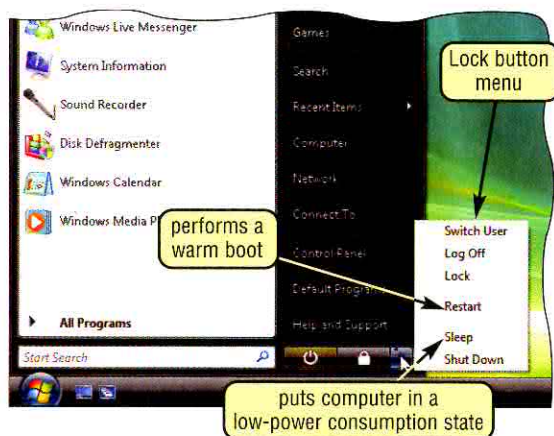 Windows Live Messenger
System Information
Sound Recorder
Disk Defragmenter
Windows Calendar
Windows Media P
All Programs
Start Search
Games
Search
Recent Items
Computer
Network
Connect To
Control Panel
Default Program
Help and Support
Lock button
menu
Switch User
Log Off
Lock
Restart
Sleep
Shut Down
performs a
warm boot
puts computer in a
low-power consumption state